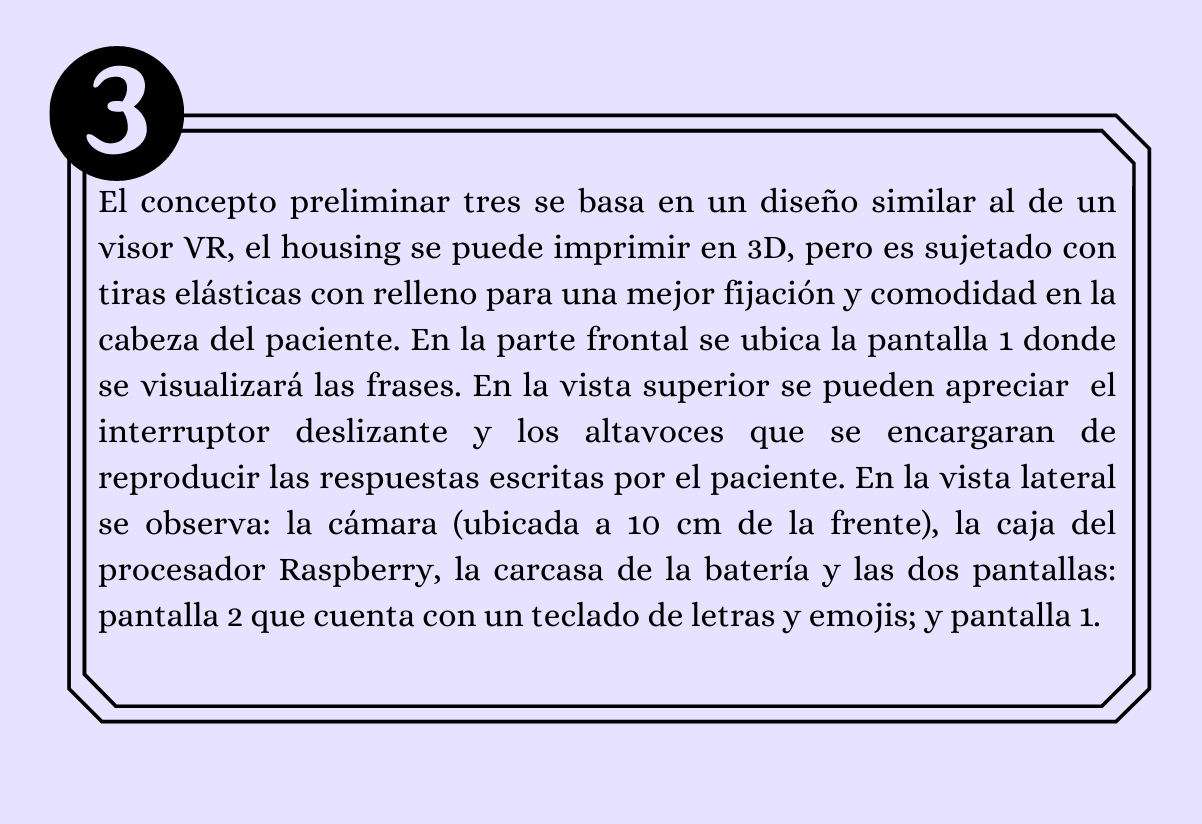 3
El concepto preliminar tres se basa en un diseño similar al de un
visor VR, el housing se puede imprimir en 3D, pero es sujetado con
tiras elásticas con relleno para una mejor fijación y comodidad en la
cabeza del paciente. En la parte frontal se ubica la pantalla 1 donde
se visualizará las frases. En la vista superior se pueden apreciar  el
interruptor deslizante y los altavoces que se encargaran de
reproducir las respuestas escritas por el paciente. En la vista lateral
se observa: la cámara (ubicada a 10 cm de la frente), la caja del
procesador Raspberry, la carcasa de la batería y las dos pantallas:
pantalla 2 que cuenta con un teclado de letras y emojis; y pantalla 1.